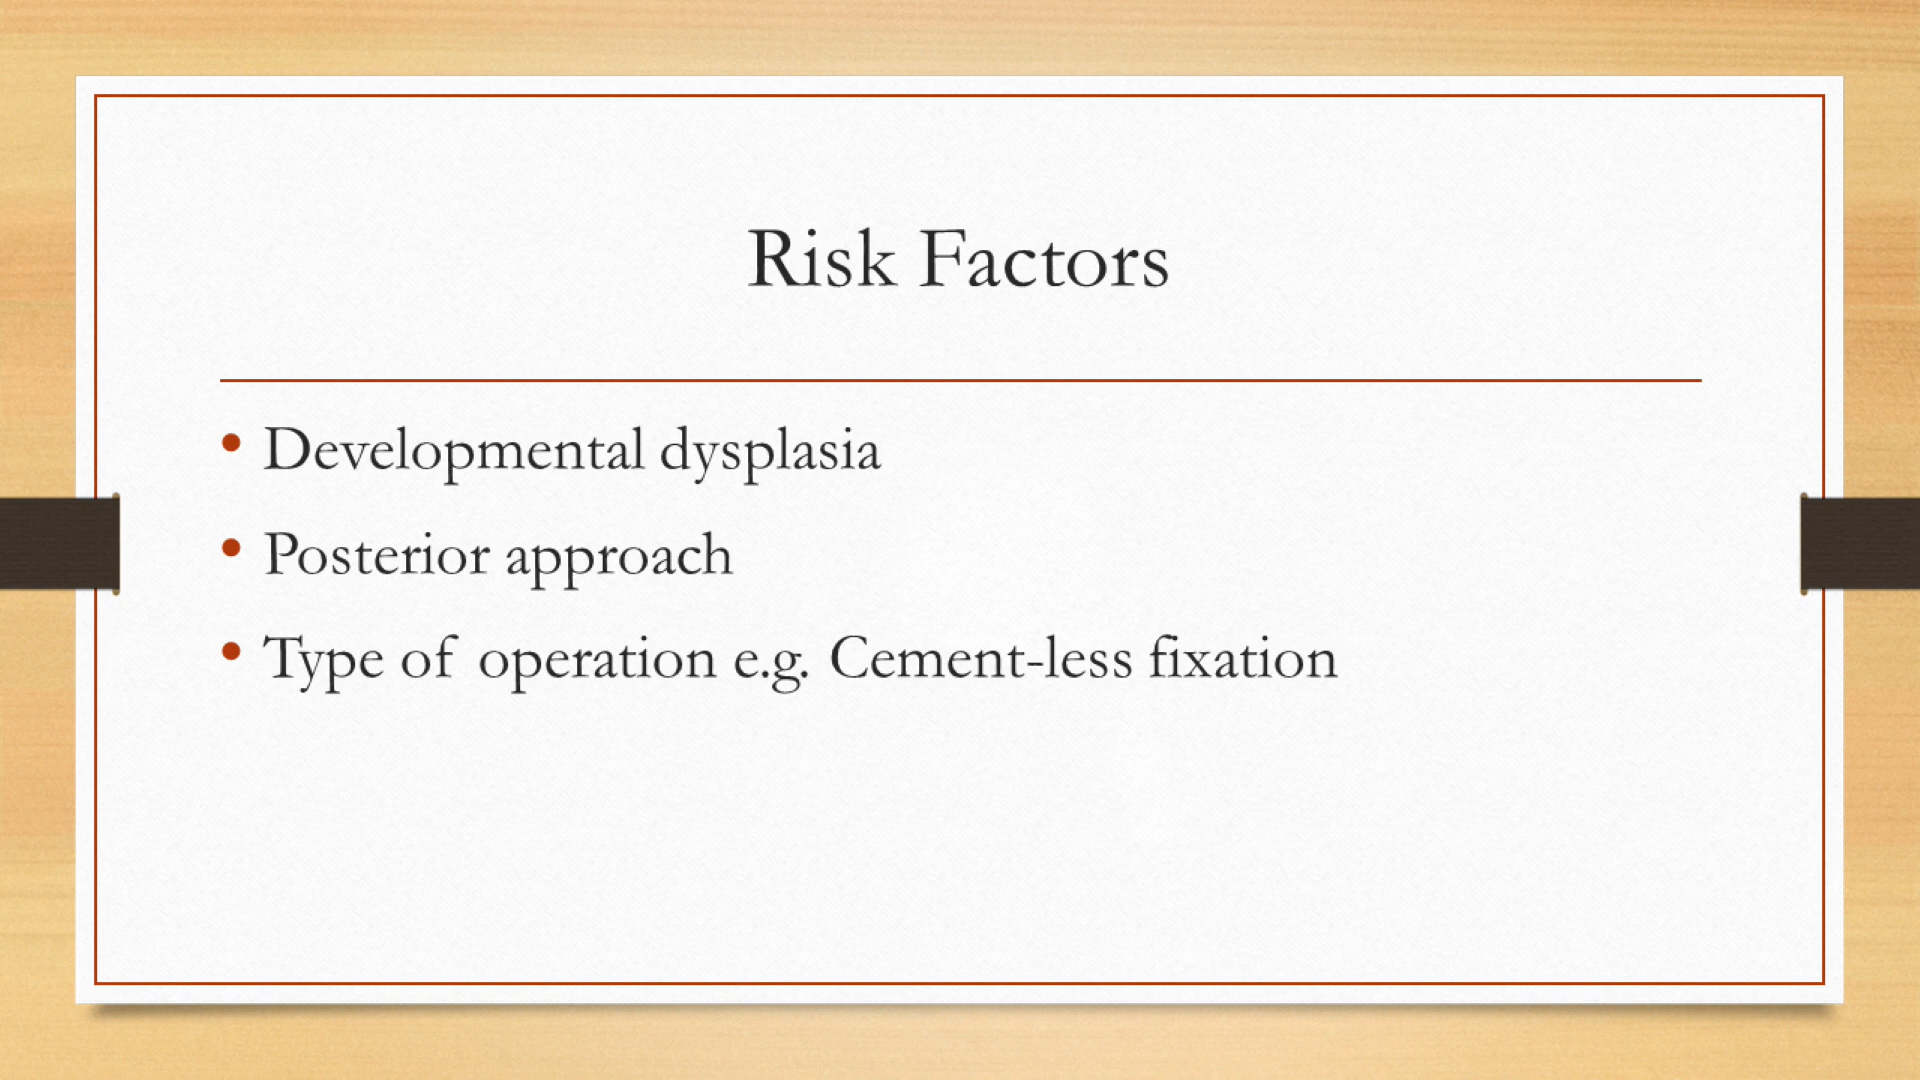 Risk Factors
• Developmental dysplasia
• Posterior approach
• Type of operation e.g. Cement-less fixation